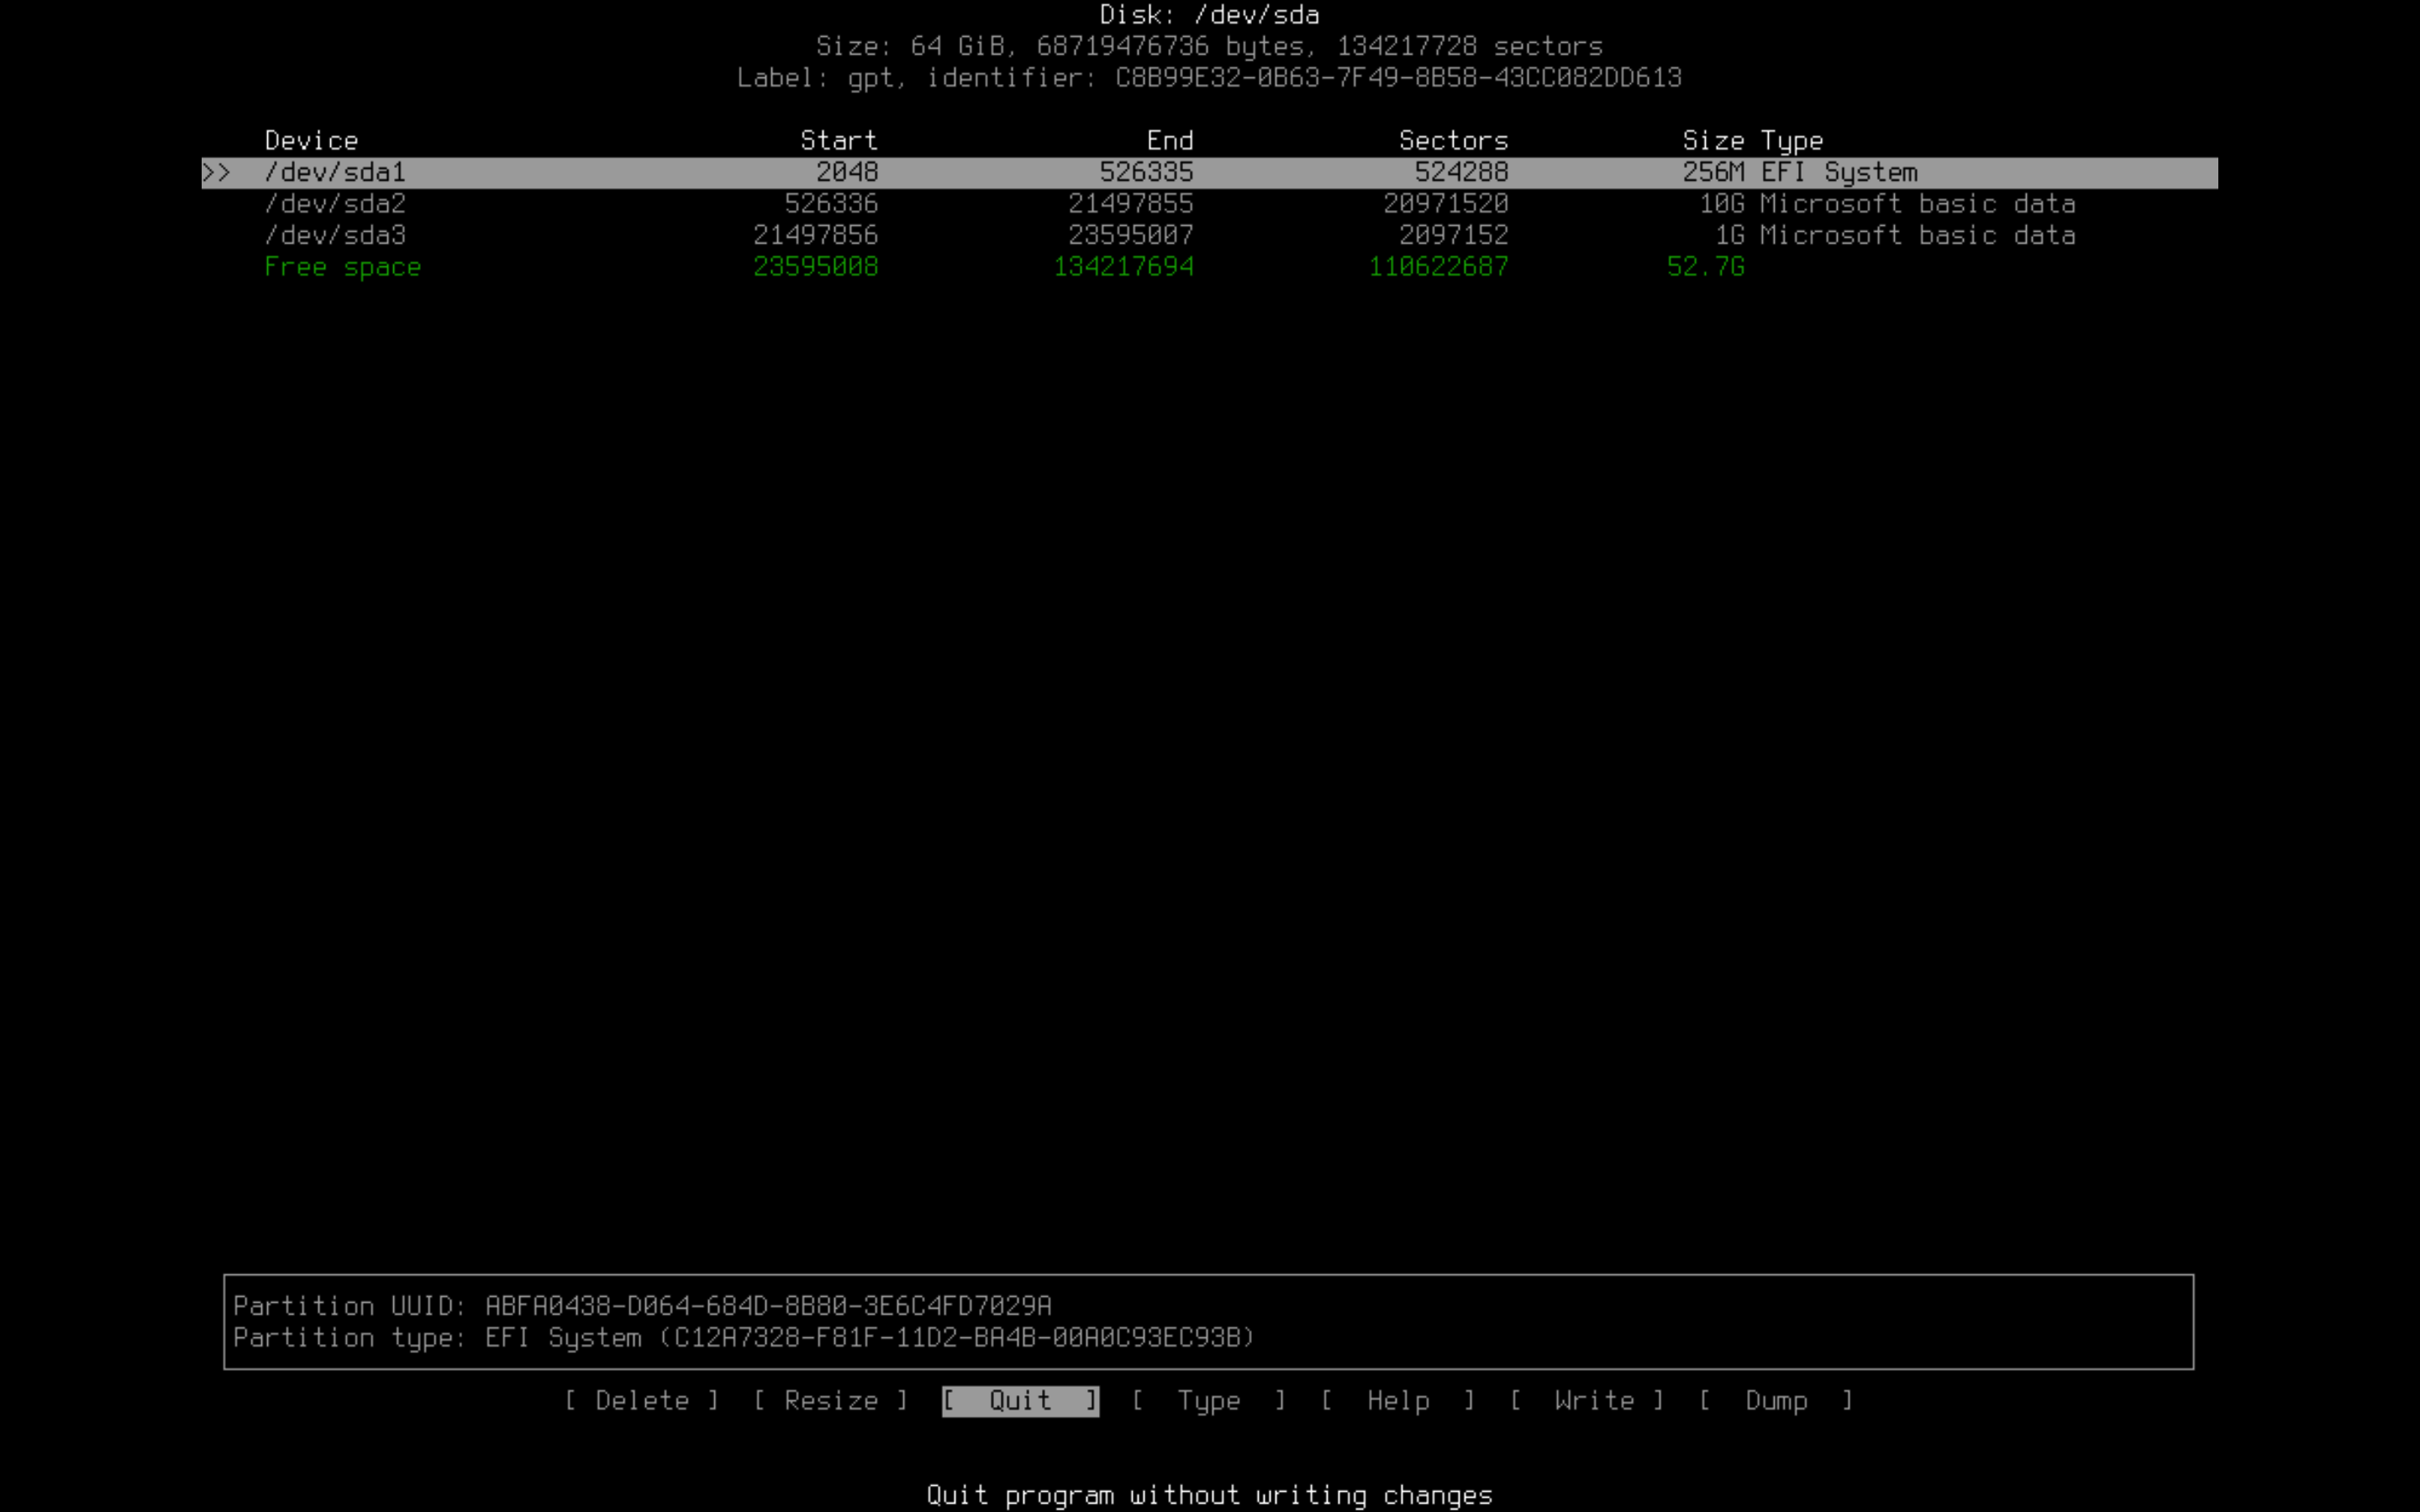 Disk: /dev/sda
Size: 64 GiB, 68719476736 bytes, 134217728 sectors
Label: gpt, identifier: C8B99E32-0B63-7F49-8B58-43CC082DD613
Device Start End Sectors Size Type
>> /dev/sda1 2048 526335 524288 256M EFI System
/dev/sda2 526336 21497855 20971520 10G Microsoft basic data
/dev/sda3 21497856 23595007 2097152 1G Microsoft basic data
Free space 23595008 134217694 110622687 52.7G
Partition UUID: ABFA0438-D064-684D-8B80-3E6C4FD7029A
Partition type: EFI System (C12A7328-F81F-11D2-BA4B-00A0C93EC93B)
[ Delete ] [ Resize ] [ Quit ] [ Type ] [ Help ] [ Write ] [ Dump ]
Quit program without writing changes